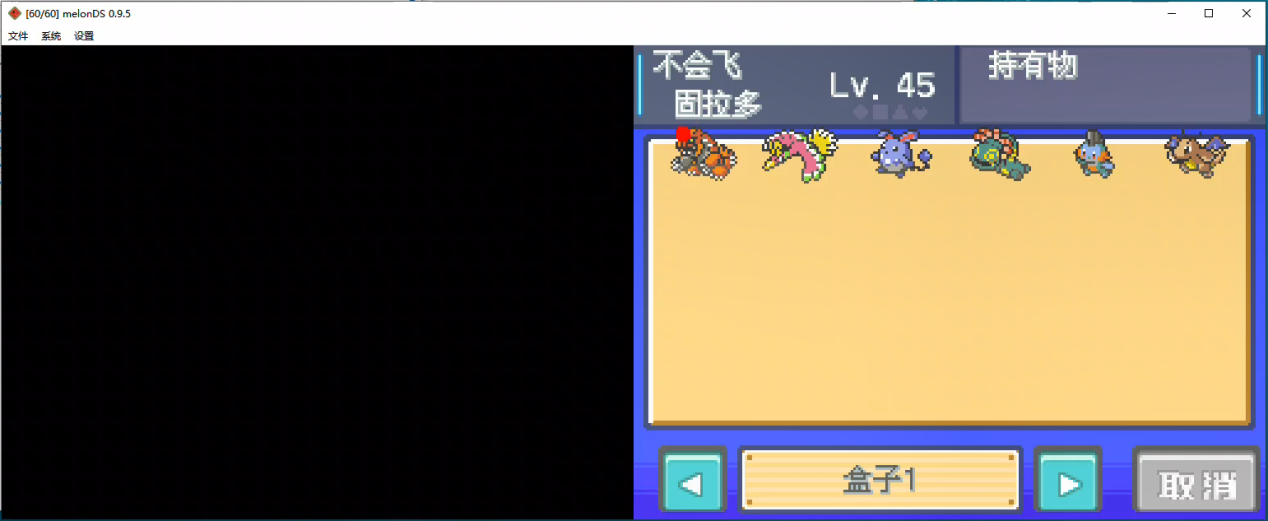 [60/60] melonDS 0.9.5
文件 系统 设置
不会飞
固拉多
Lv. 45
持有物
盒子1
取消